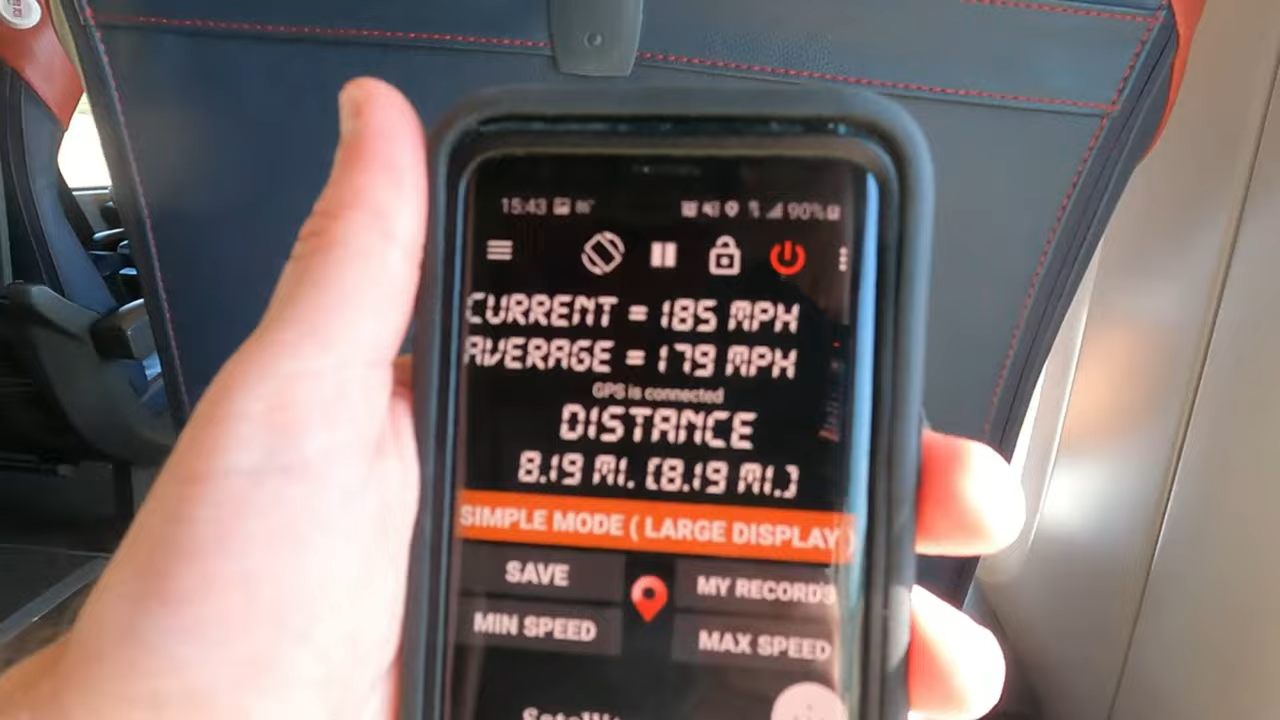 15:43 90%
CURRENT = 185 MPH
AVERAGE = 179 MPH
GPS is connected
DISTANCE
8.19 MI. [8.19 MI.]
SIMPLE MODE ( LARGE DISPLAY )
SAVE MY RECORDS
MIN SPEED MAX SPEED